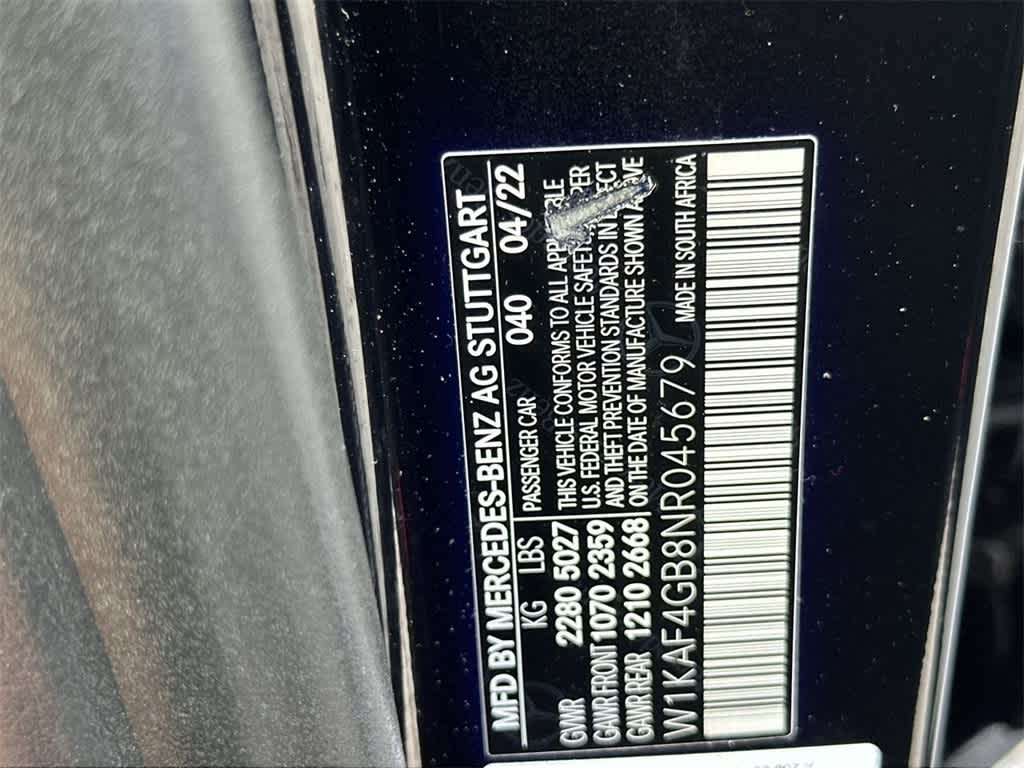 MFD BY MERCEDES-BENZ AG STUTTGART
KG LBS PASSENGER CAR 040 04/22
GVWR 2280 5027
GAWR FRONT 1070 2359
GAWR REAR 1210 2668
THIS VEHICLE CONFORMS TO ALL
U.S. FEDERAL MOTOR VEHICLE
AND THEFT PREVENTION STANDARDS IN
ON THE DATE OF MANUFACTURE SHOWN
W1KAF4GB8NR045679 MADE IN SOUTH AFRICA